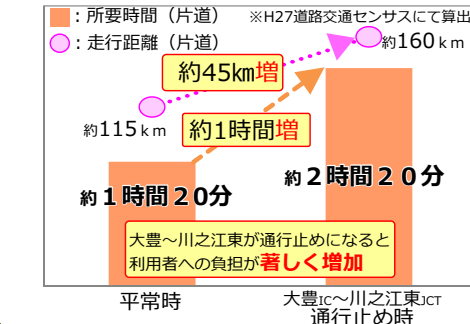 ■：所要時間（片道）　※H27道路交通センサスにて算出
○：走行距離（片道）
約160ｋｍ
約45㎞増
約115ｋｍ
約1時間増
約２時間２０分
約１時間２0分
大豊～川之江東が通行止めになると
利用者への負担が著しく増加
平常時
大豊IC～川之江東JCT
通行止め時